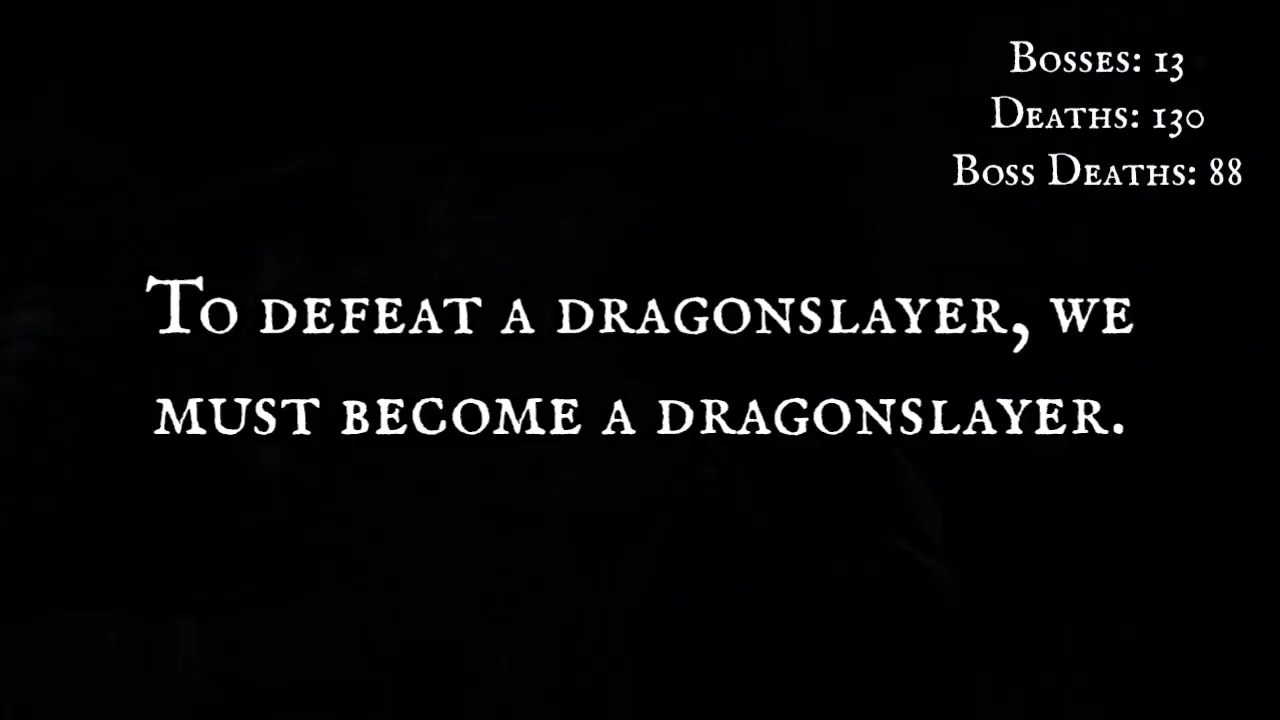 Bosses: 13
Deaths: 130
Boss Deaths: 88
To defeat a dragonslayer, we
must become a dragonslayer.